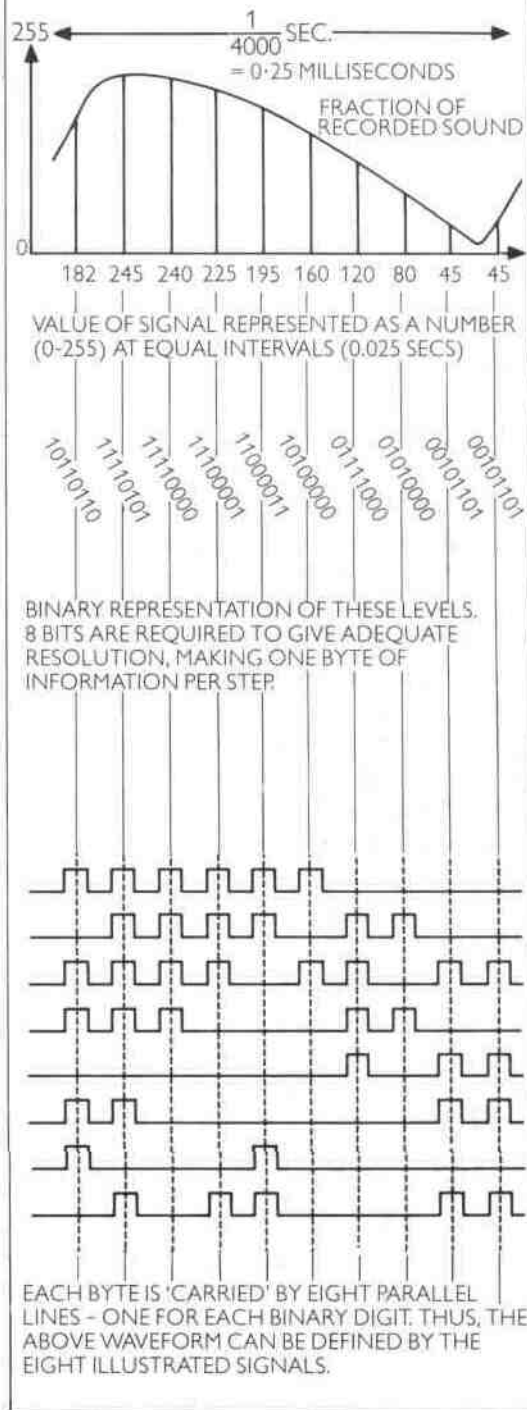 255
1
4000
SEC.
= 0·25 MILLISECONDS
FRACTION OF
RECORDED SOUND
0
182 245 240 225 195 160 120 80 45 45
VALUE OF SIGNAL REPRESENTED AS A NUMBER
(0-255) AT EQUAL INTERVALS (0.025 SECS)
10110110
11110101
11110000
11100001
11000011
10100000
01111000
01010000
00101101
00101101
BINARY REPRESENTATION OF THESE LEVELS.
8 BITS ARE REQUIRED TO GIVE ADEQUATE
RESOLUTION, MAKING ONE BYTE OF
INFORMATION PER STEP.
EACH BYTE IS 'CARRIED' BY EIGHT PARALLEL
LINES – ONE FOR EACH BINARY DIGIT. THUS, THE
ABOVE WAVEFORM CAN BE DEFINED BY THE
EIGHT ILLUSTRATED SIGNALS.